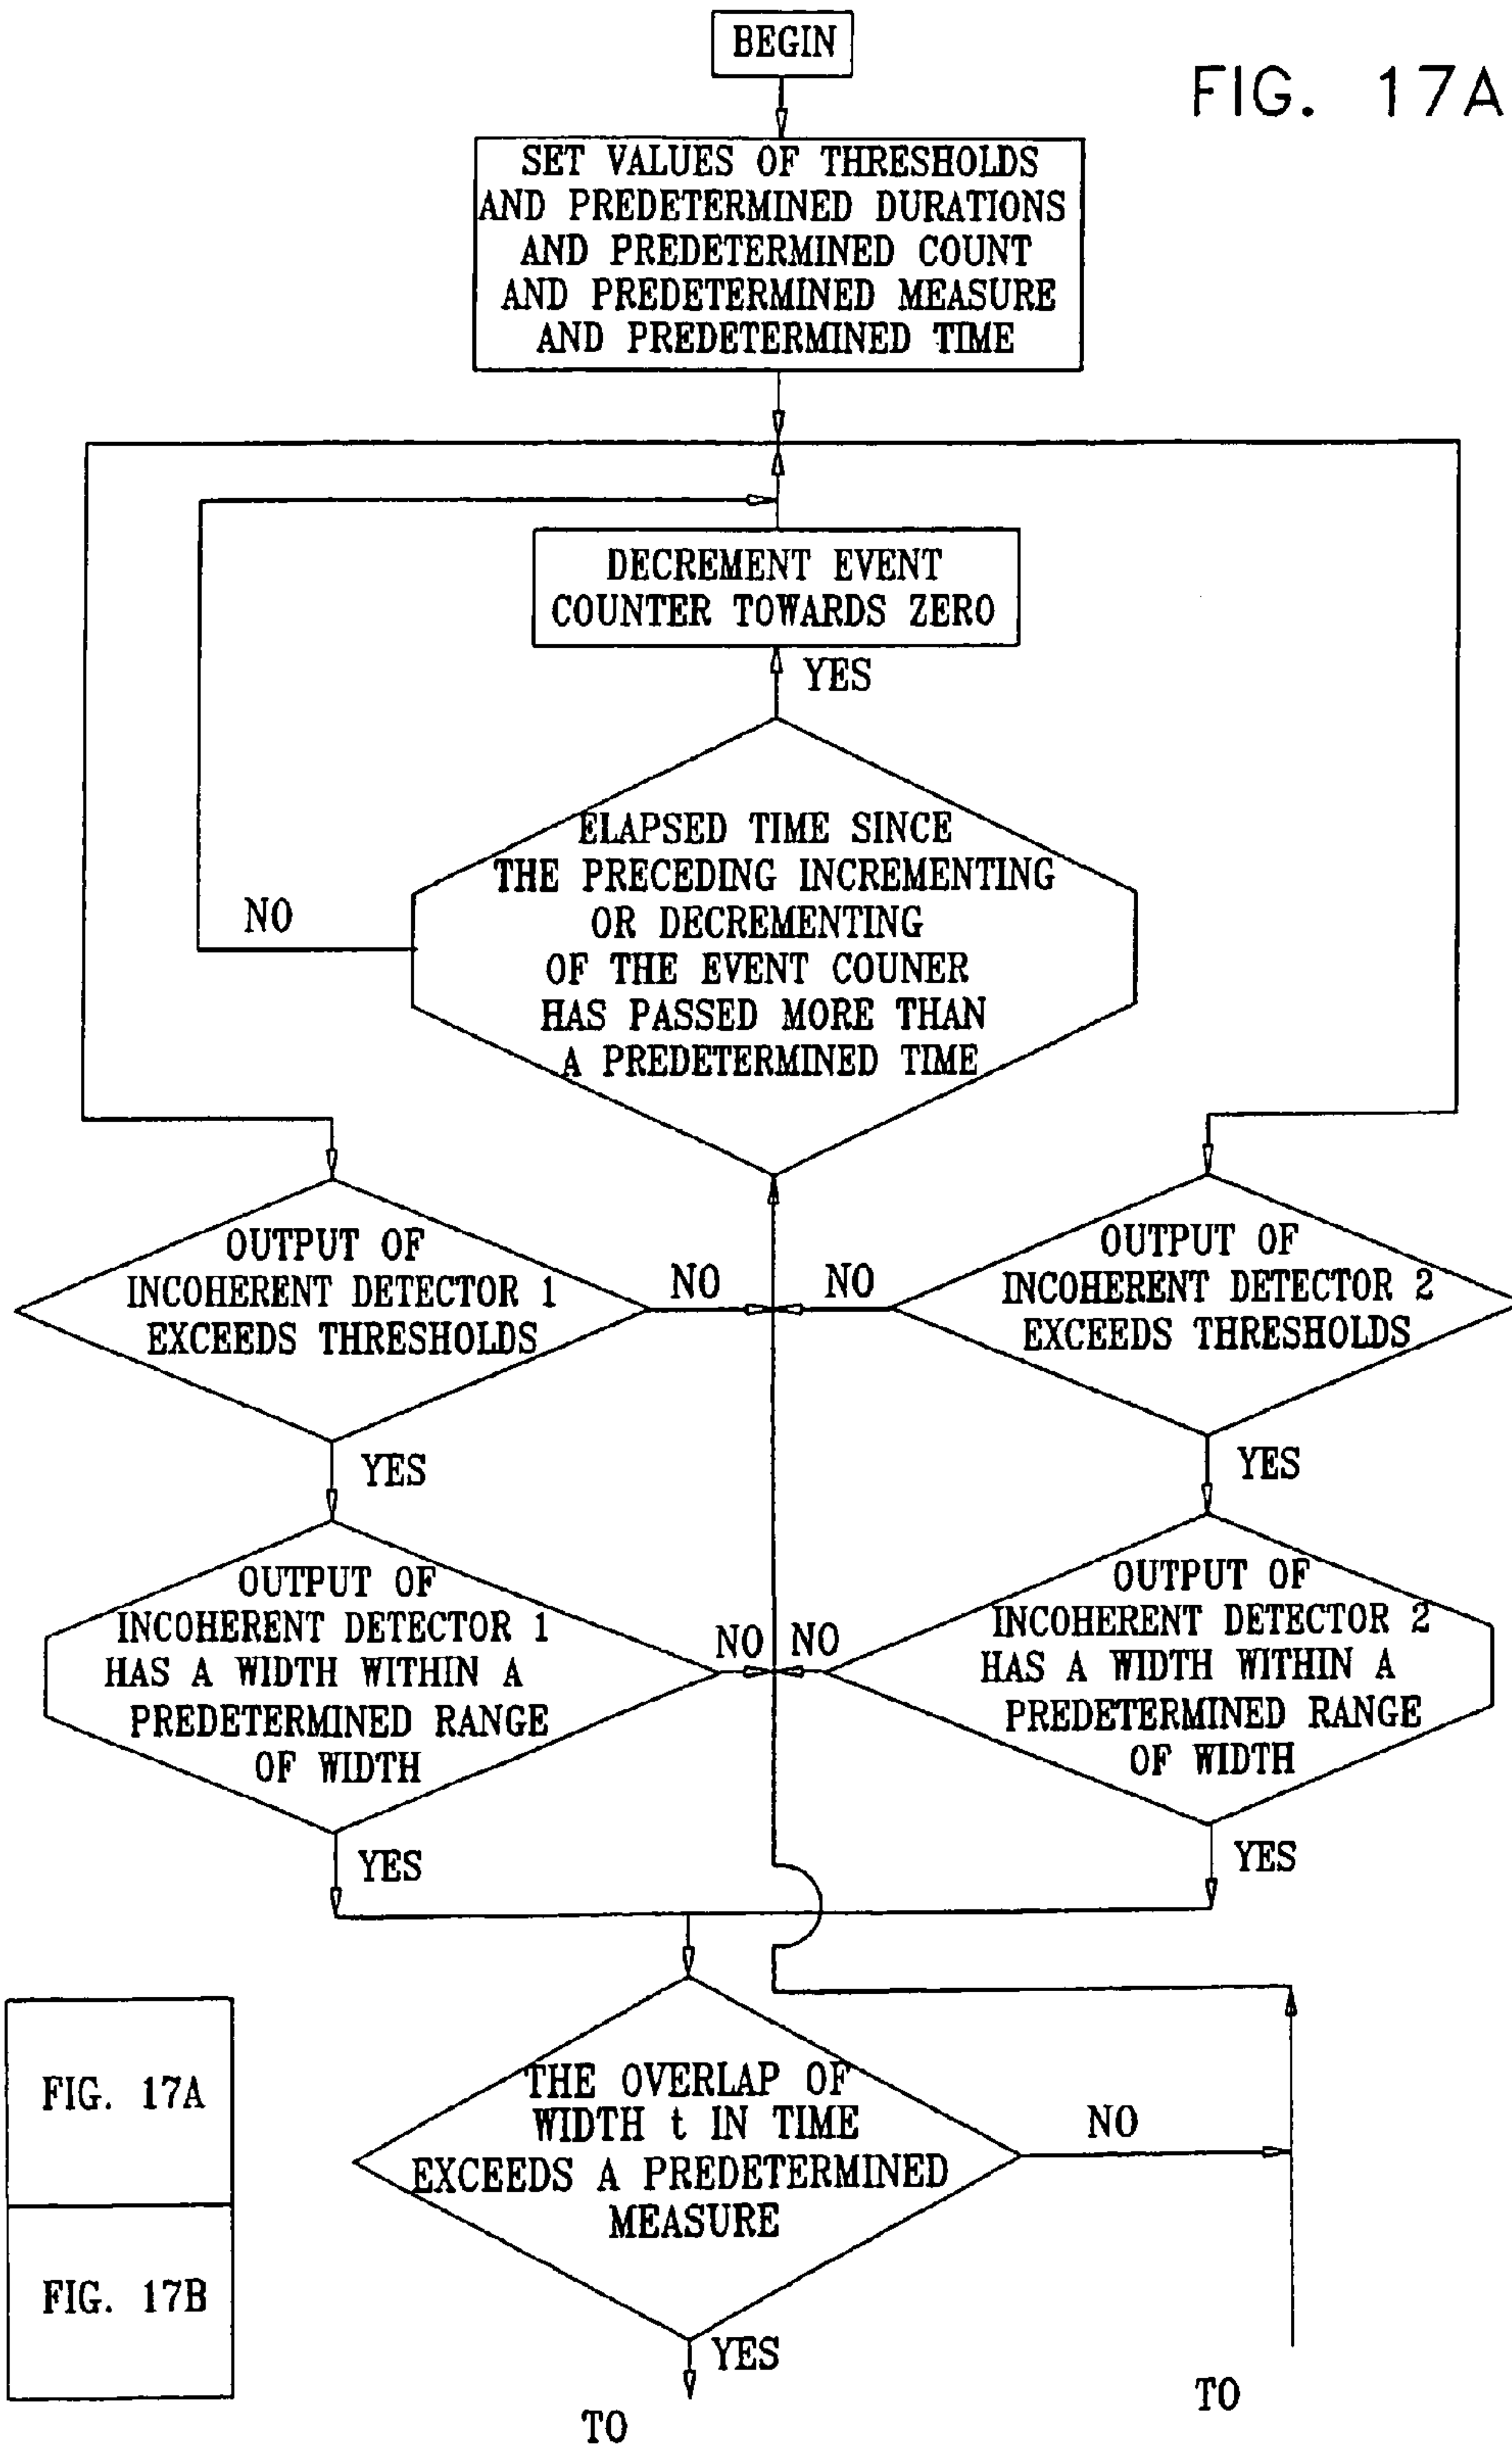 BEGIN
FIG. 17A
SET VALUES OF THRESHOLDS
AND PREDETERMINED DURATIONS
AND PREDETERMINED COUNT
AND PREDETERMINED MEASURE
AND PREDETERMINED TIME
DECREMENT EVENT
COUNTER TOWARDS ZERO
YES
ELAPSED TIME SINCE
THE PRECEDING INCREMENTING
OR DECREMENTING
OF THE EVENT COUNER
HAS PASSED MORE THAN
A PREDETERMINED TIME
NO
OUTPUT OF
INCOHERENT DETECTOR 1
EXCEEDS THRESHOLDS
NO
NO
OUTPUT OF
INCOHERENT DETECTOR 2
EXCEEDS THRESHOLDS
YES
YES
OUTPUT OF
INCOHERENT DETECTOR 1
HAS A WIDTH WITHIN A
PREDETERMINED RANGE
OF WIDTH
NO
NO
OUTPUT OF
INCOHERENT DETECTOR 2
HAS A WIDTH WITHIN A
PREDETERMINED RANGE
OF WIDTH
YES
YES
THE OVERLAP OF
WIDTH t IN TIME
EXCEEDS A PREDETERMINED
MEASURE
NO
YES
TO
TO
FIG. 17A
FIG. 17B